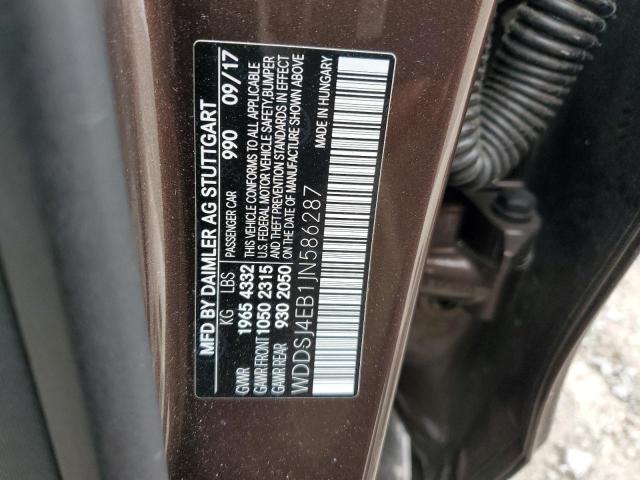 MFD BY DAIMLER AG STUTTGART
KG LBS PASSENGER CAR 990 09/17
GWR 1965 4332 THIS VEHICLE CONFORMS TO ALL APPLICABLE
GAWR FRONT 1050 2315 U.S. FEDERAL MOTOR VEHICLE SAFETY,BUMPER
GAWR REAR 930 2050 AND THEFT PREVENTION STANDARDS IN EFFECT
ON THE DATE OF MANUFACTURE SHOWN ABOVE
WDDSJ4EB1JN586287 MADE IN HUNGARY